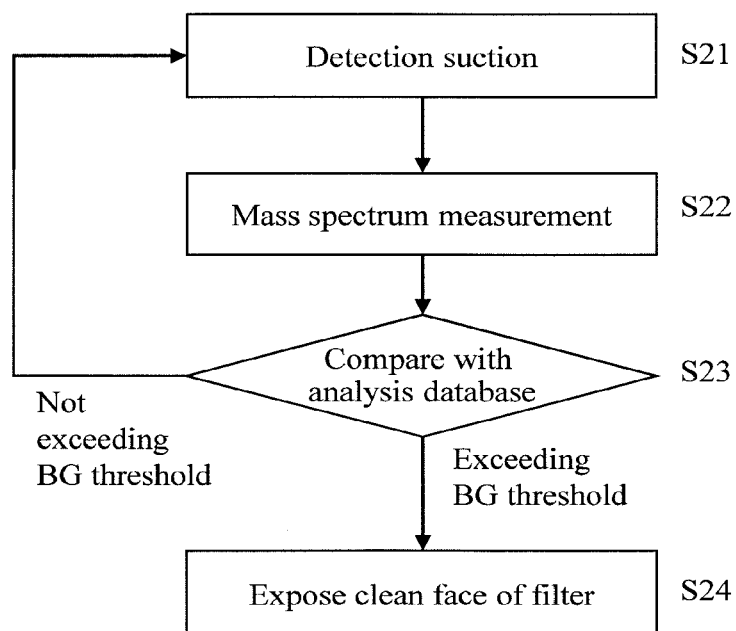 Detection suction
S21
Mass spectrum measurement
S22
Compare with
analysis database
S23
Not
exceeding
BG threshold
Exceeding
BG threshold
Expose clean face of filter
S24